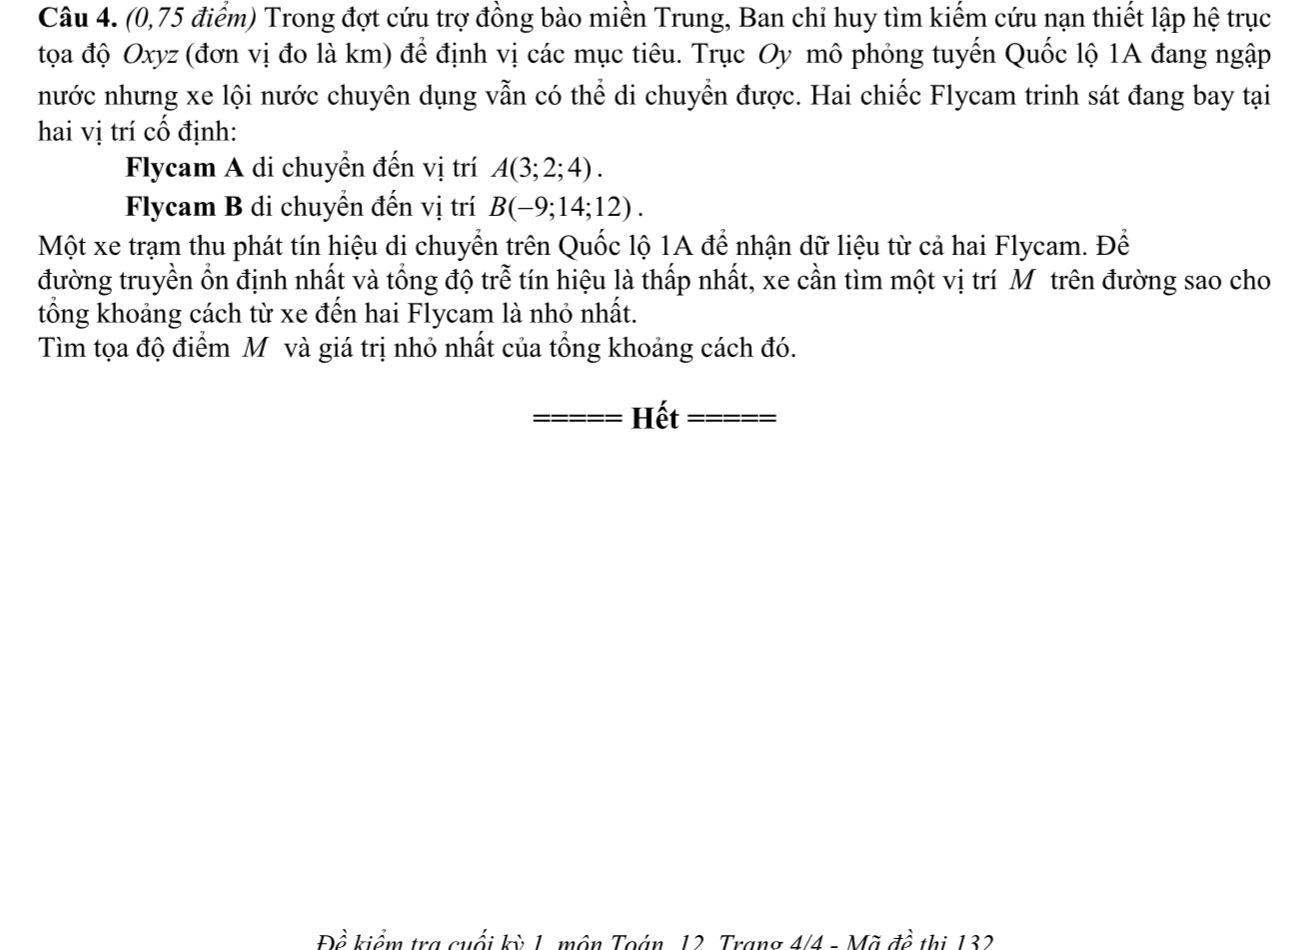 Câu 4. (0,75 điểm) Trong đợt cứu trợ đồng bào miền Trung, Ban chỉ huy tìm kiếm cứu nạn thiết lập hệ trục
tọa độ Oxyz (đơn vị đo là km) để định vị các mục tiêu. Trục Oy mô phỏng tuyến Quốc lộ 1A đang ngập
nước nhưng xe lội nước chuyên dụng vẫn có thể di chuyển được. Hai chiếc Flycam trinh sát đang bay tại
hai vị trí cố định:
Flycam A di chuyển đến vị trí A(3;2;4).
Flycam B di chuyển đến vị trí B(−9;14;12).
Một xe trạm thu phát tín hiệu di chuyển trên Quốc lộ 1A để nhận dữ liệu từ cả hai Flycam. Để
đường truyền ổn định nhất và tổng độ trễ tín hiệu là thấp nhất, xe cần tìm một vị trí M trên đường sao cho
tổng khoảng cách từ xe đến hai Flycam là nhỏ nhất.
Tìm tọa độ điểm M và giá trị nhỏ nhất của tổng khoảng cách đó.
===== Hết =====
Đề kiểm tra cuối kỳ 1, môn Toán, 12, Trang 4/4 - Mã đề thi 132